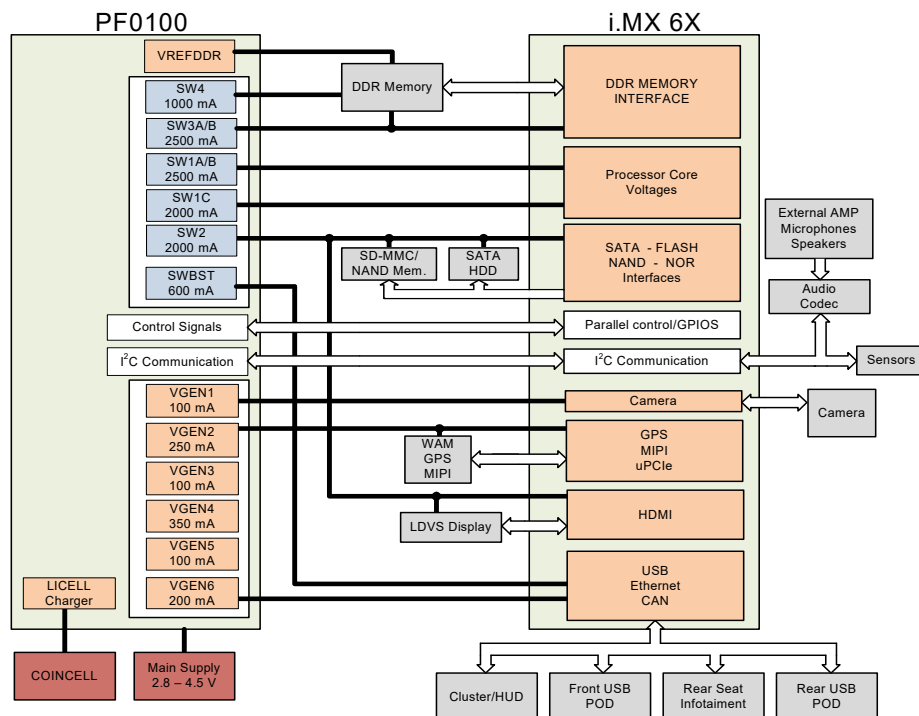 PF0100
i.MX 6X
VREFDDR
SW4
1000 mA
SW3A/B
2500 mA
SW1A/B
2500 mA
SW1C
2000 mA
SW2
2000 mA
SWBST
600 mA
Control Signals
I²C Communication
VGEN1
100 mA
VGEN2
250 mA
VGEN3
100 mA
VGEN4
350 mA
VGEN5
100 mA
VGEN6
200 mA
LICELL
Charger
COINCELL
Main Supply
2.8 – 4.5 V
DDR Memory
SD-MMC/
NAND Mem.
SATA
HDD
WAM
GPS
MIPI
LDVS Display
DDR MEMORY
INTERFACE
Processor Core
Voltages
SATA - FLASH
NAND - NOR
Interfaces
Parallel control/GPIOS
I²C Communication
Camera
GPS
MIPI
uPCIe
HDMI
USB
Ethernet
CAN
External AMP
Microphones
Speakers
Audio
Codec
Sensors
Camera
Cluster/HUD
Front USB
POD
Rear Seat
Infotaiment
Rear USB
POD